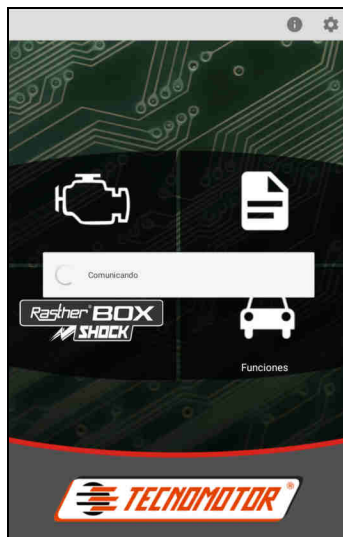 Comunicando
Rasther® BOX
SHOCK
Funciones
TECNOMOTOR®